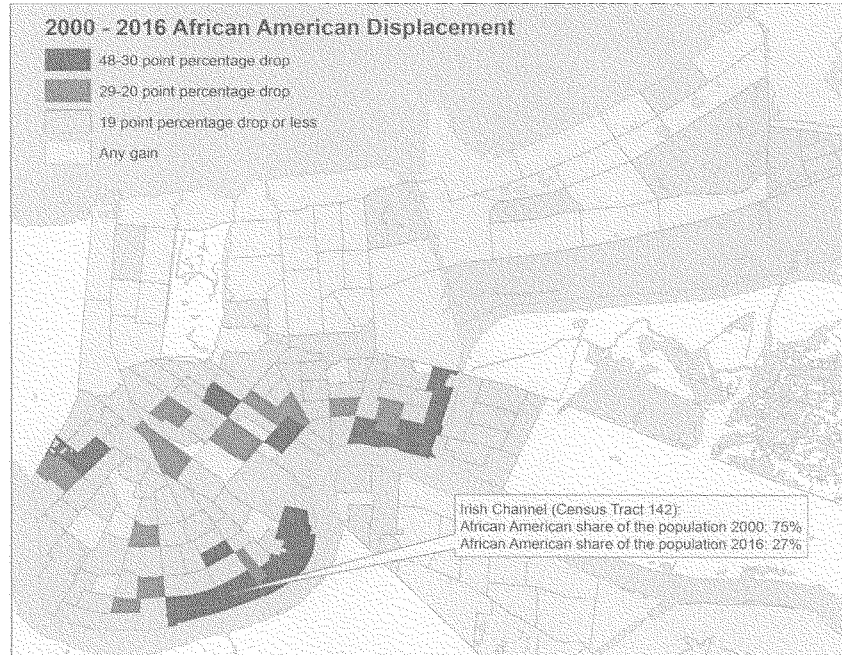 2000 - 2016 African American Displacement
48-30 point percentage drop
29-20 point percentage drop
19 point percentage drop or less
Any gain
Irish Channel (Census Tract 142):
African American share of the population 2000: 75%
African American share of the population 2016: 27%